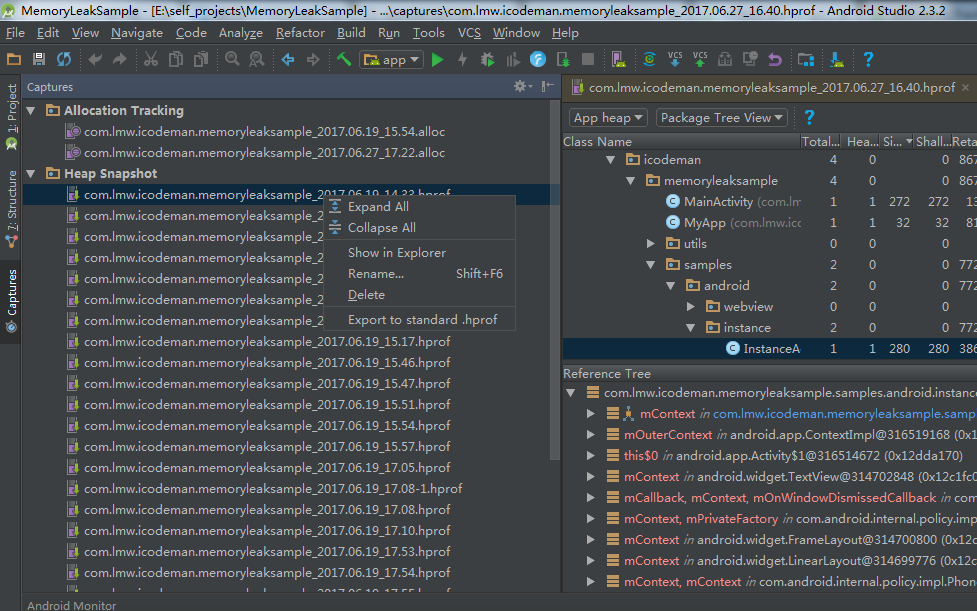 MemoryLeakSample - [E:\self_projects\MemoryLeakSample] - ...\captures\com.lmw.icodeman.memoryleaksample_2017.06.27_16.40.hprof - Android Studio 2.3.2
File Edit View Navigate Code Analyze Refactor Build Run Tools VCS Window Help
app
VCS VCS
1: Project
7: Structure
Captures
Captures
Allocation Tracking
com.lmw.icodeman.memoryleaksample_2017.06.19_15.54.alloc
com.lmw.icodeman.memoryleaksample_2017.06.27_17.22.alloc
Heap Snapshot
com.lmw.icodeman.memoryleaksample_2017.06.19_14.33.hprof
com.lmw.icodeman.memoryleaksample_2
com.lmw.icodeman.memoryleaksample_2
com.lmw.icodeman.memoryleaksample_2
com.lmw.icodeman.memoryleaksample_2
com.lmw.icodeman.memoryleaksample_2
com.lmw.icodeman.memoryleaksample_2
com.lmw.icodeman.memoryleaksample_2017.06.19_15.17.hprof
com.lmw.icodeman.memoryleaksample_2017.06.19_15.46.hprof
com.lmw.icodeman.memoryleaksample_2017.06.19_15.47.hprof
com.lmw.icodeman.memoryleaksample_2017.06.19_15.51.hprof
com.lmw.icodeman.memoryleaksample_2017.06.19_15.54.hprof
com.lmw.icodeman.memoryleaksample_2017.06.19_15.57.hprof
com.lmw.icodeman.memoryleaksample_2017.06.19_17.05.hprof
com.lmw.icodeman.memoryleaksample_2017.06.19_17.08-1.hprof
com.lmw.icodeman.memoryleaksample_2017.06.19_17.08.hprof
com.lmw.icodeman.memoryleaksample_2017.06.19_17.10.hprof
com.lmw.icodeman.memoryleaksample_2017.06.19_17.53.hprof
com.lmw.icodeman.memoryleaksample_2017.06.19_17.54.hprof
com.lmw.icodeman.memoryleaksample_2017.06.19_17.55.hprof
Expand All
Collapse All
Show in Explorer
Rename... Shift+F6
Delete
Export to standard .hprof
com.lmw.icodeman.memoryleaksample_2017.06.27_16.40.hprof
App heap Package Tree View ?
Class Name Total... Hea... Si... Shall... Reta
icodeman 4 0 0 867
memoryleaksample 4 0 0 867
C MainActivity (com.lm 1 1 272 272 13
C MyApp (com.lmw.ico 1 1 32 32 81
utils 0 0 0 0
samples 2 0 0 772
android 2 0 0 772
webview 0 0 0 0
instance 2 0 0 772
C InstanceA 1 1 280 280 386
Reference Tree
com.lmw.icodeman.memoryleaksample.samples.android.instanc
mContext in com.lmw.icodeman.memoryleaksample.samp
mOuterContext in android.app.ContextImpl@316519168 (0x1
this$0 in android.app.Activity$1@316514672 (0x12dda170)
mContext in android.widget.TextView@314702848 (0x12c1fc0
mCallback, mContext, mOnWindowDismissedCallback in com
mContext, mPrivateFactory in com.android.internal.policy.imp
mContext in android.widget.FrameLayout@314700800 (0x12c
mContext in android.widget.LinearLayout@314699776 (0x12c
mContext, mContext in com.android.internal.policy.impl.Phon
Android Monitor